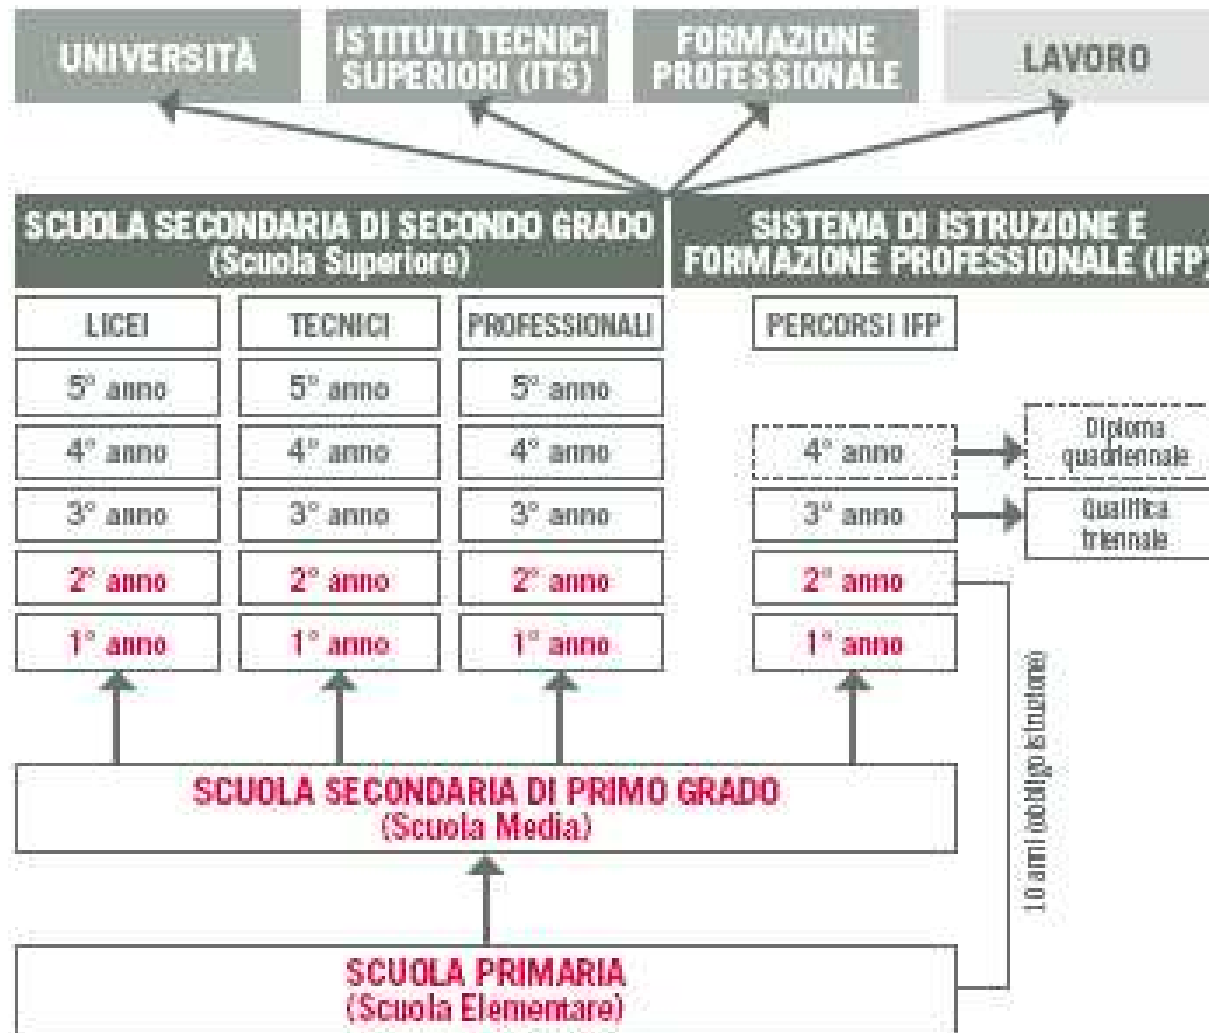 UNIVERSITÀ
ISTITUTI TECNICI
SUPERIORI (ITS)
FORMAZIONE
PROFESSIONALE
LAVORO
SCUOLA SECONDARIA DI SECONDO GRADO
(Scuola Superiore)
SISTEMA DI ISTRUZIONE E
FORMAZIONE PROFESSIONALE (IFP)
LICEI
TECNICI
PROFESSIONALI
PERCORSI IFP
5° anno
5° anno
5° anno
4° anno
4° anno
4° anno
4° anno
Diploma
quadriennale
3° anno
3° anno
3° anno
3° anno
Qualifica
triennale
2° anno
2° anno
2° anno
2° anno
1° anno
1° anno
1° anno
1° anno
10 anni (obbligo istruzione)
SCUOLA SECONDARIA DI PRIMO GRADO
(Scuola Media)
SCUOLA PRIMARIA
(Scuola Elementare)